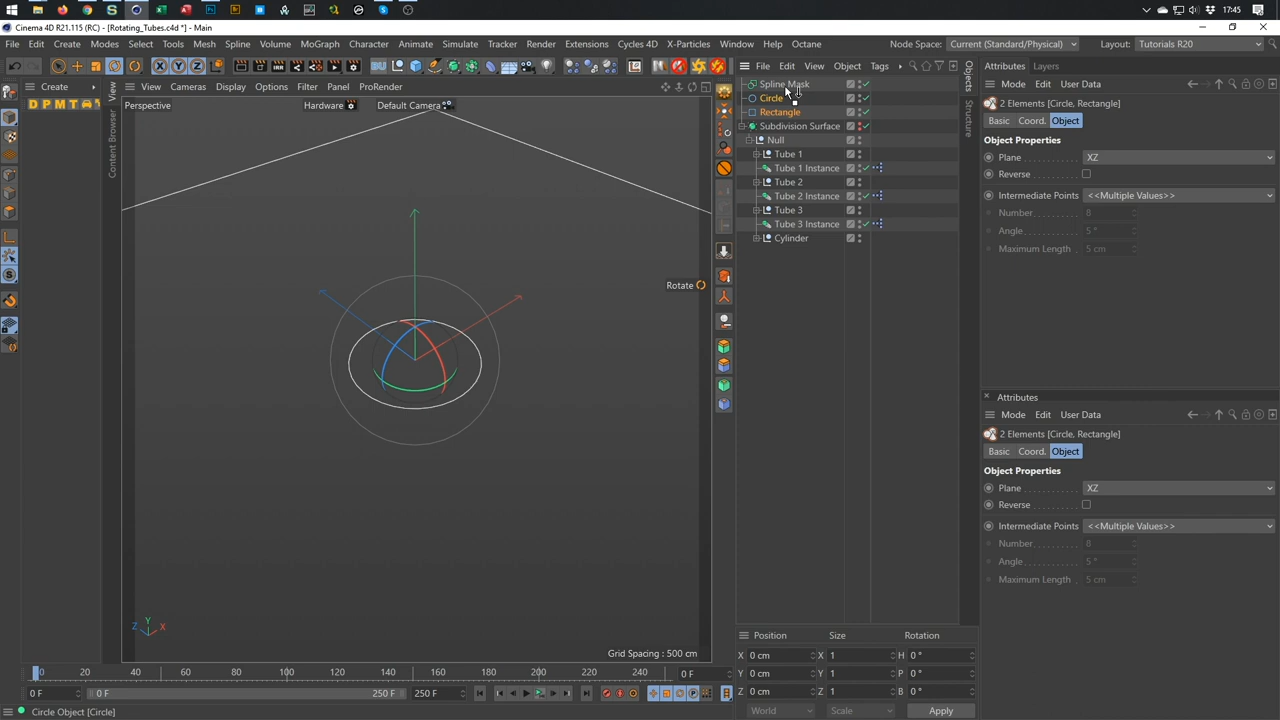 17:45
Cinema 4D R21.115 (RC) - [Rotating_Tubes.c4d *] - Main
File Edit Create Modes Select Tools Mesh Spline Volume MoGraph Character Animate Simulate Tracker Render Extensions Cycles 4D X-Particles Window Help Octane
Node Space: Current (Standard/Physical) Layout: Tutorials R20
File Edit View Object Tags
Attributes Layers
Create
View Cameras Display Options Filter Panel ProRender
Mode Edit User Data
DPMT
Perspective Hardware Default Camera
View
Content Browser
Objects
Structure
Spline Mask
Circle
Rectangle
Subdivision Surface
Null
Tube 1
Tube 1 Instance
Tube 2
Tube 2 Instance
Tube 3
Tube 3 Instance
Cylinder
2 Elements [Circle, Rectangle]
Basic Coord. Object
Object Properties
Plane XZ
Reverse
Intermediate Points <<Multiple Values>>
Number 8
Angle 5 °
Maximum Length 5 cm
Rotate
Attributes
Mode Edit User Data
2 Elements [Circle, Rectangle]
Basic Coord. Object
Object Properties
Plane XZ
Reverse
Intermediate Points <<Multiple Values>>
Number 8
Angle 5 °
Maximum Length 5 cm
Y
Z X
Grid Spacing : 500 cm
0 20 40 60 80 100 120 140 160 180 200 220 240 0 F
0 F 0 F 250 F 250 F
Position Size Rotation
X 0 cm X 1 H 0 °
Y 0 cm Y 1 P 0 °
Z 0 cm Z 1 B 0 °
World Scale Apply
Circle Object [Circle]